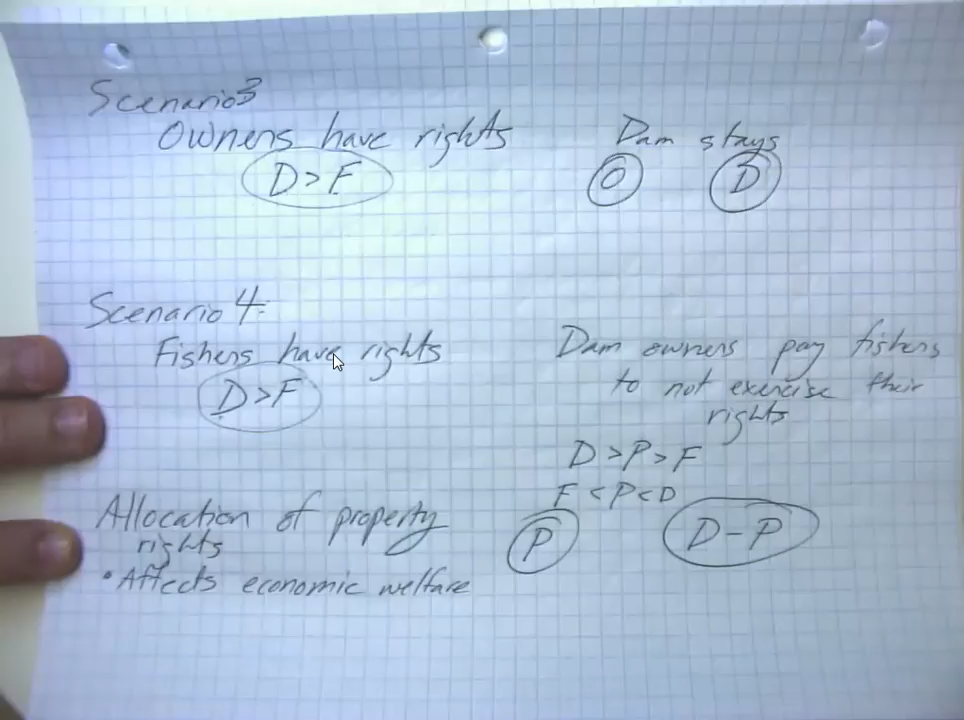 Scenario 3
Owners have rights
D > F
Dam stays
O D
Scenario 4:
Fishers have rights
D > F
Dam owners pay fishers
to not exercise their
rights
D > P > F
F < P < D
P D - P
Allocation of property
rights
• Affects economic welfare